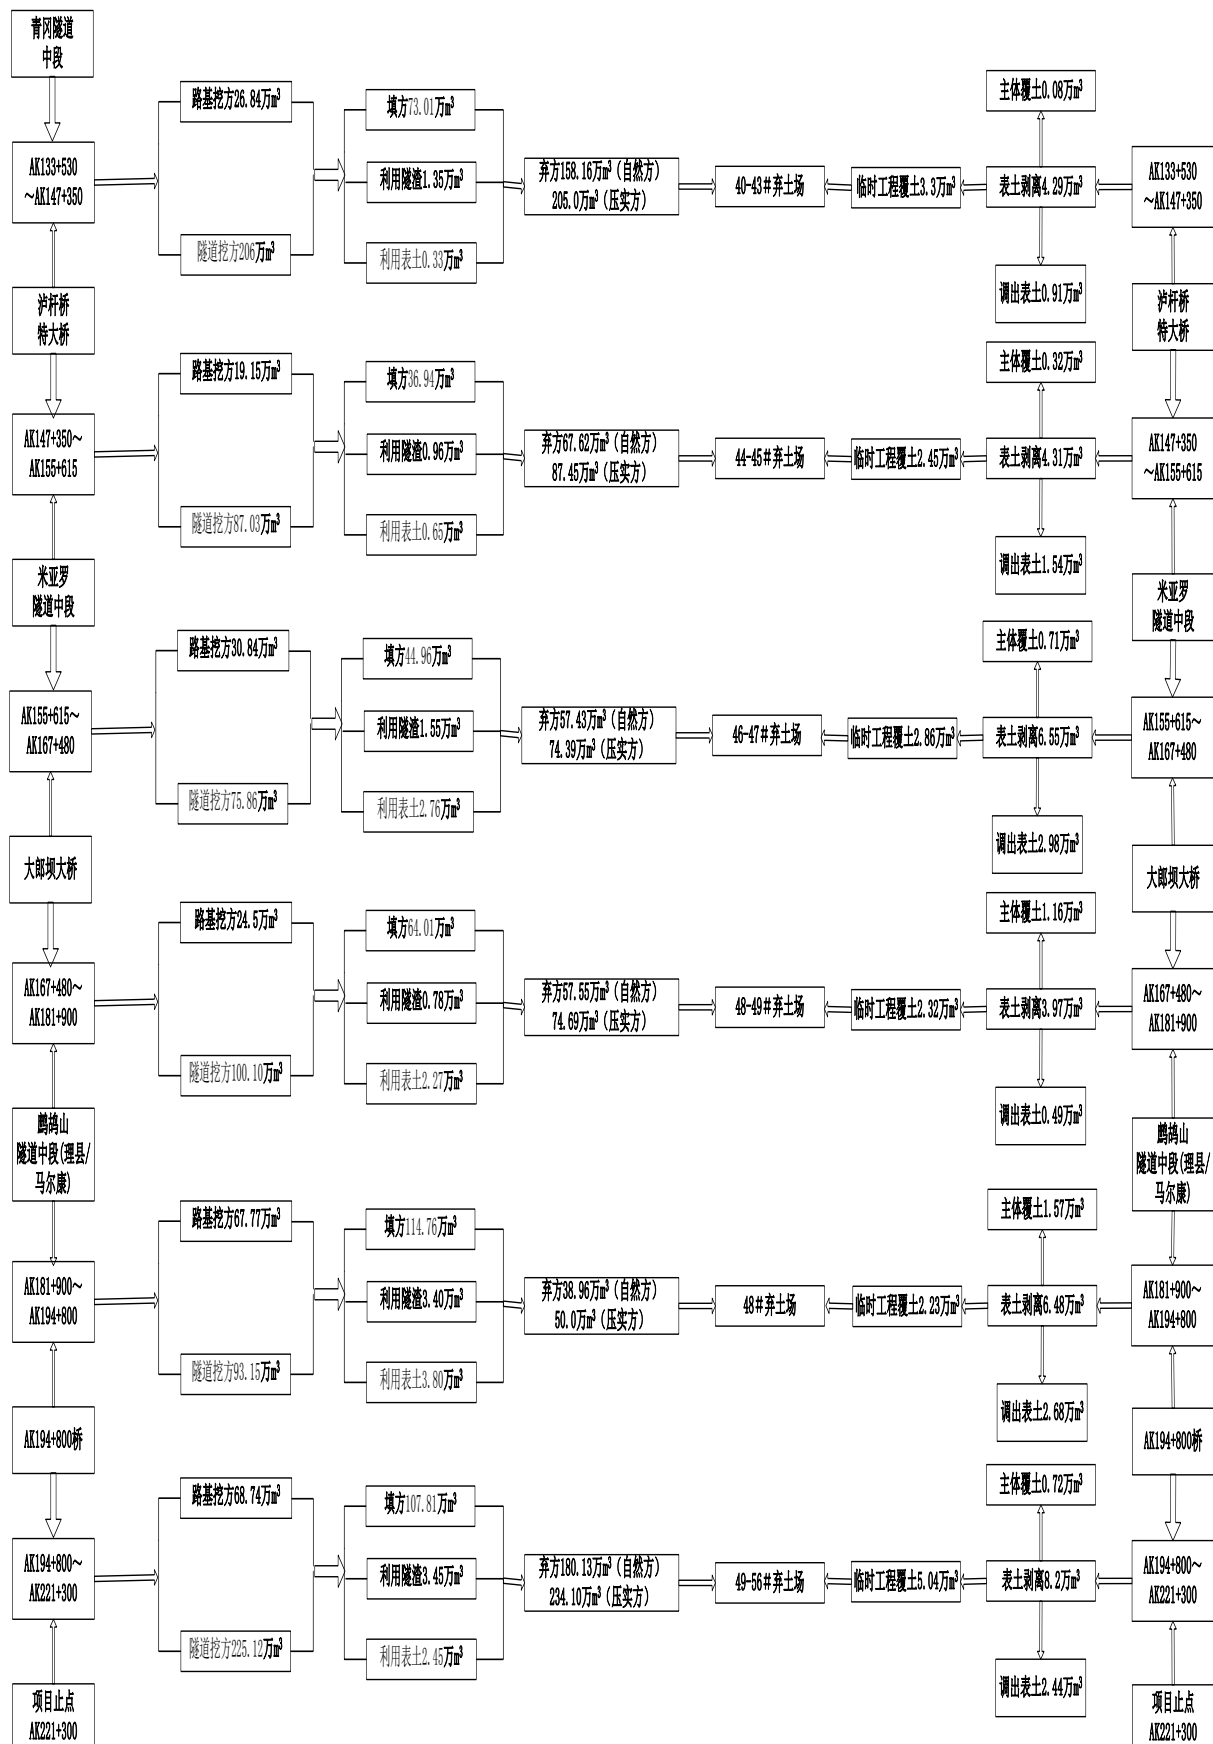 青冈隧道
中段
AK133+530
～AK147+350
路基挖方26.84万m³
隧道挖方206万m³
填方73.01万m³
利用隧渣1.35万m³
利用表土0.33万m³
弃方158.16万m³（自然方）
205.0万m³（压实方）
40-43#弃土场
临时工程覆土3.3万m³
主体覆土0.08万m³
表土剥离4.29万m³
调出表土0.91万m³
AK133+530
～AK147+350
泸杆桥
特大桥
泸杆桥
特大桥
AK147+350～
AK155+615
路基挖方19.15万m³
隧道挖方87.03万m³
填方36.94万m³
利用隧渣0.96万m³
利用表土0.65万m³
弃方67.62万m³（自然方）
87.45万m³（压实方）
44-45#弃土场
临时工程覆土2.45万m³
主体覆土0.32万m³
表土剥离4.31万m³
调出表土1.54万m³
AK147+350
～AK155+615
米亚罗
隧道中段
米亚罗
隧道中段
AK155+615～
AK167+480
路基挖方30.84万m³
隧道挖方75.86万m³
填方44.96万m³
利用隧渣1.55万m³
利用表土2.76万m³
弃方57.43万m³（自然方）
74.39万m³（压实方）
46-47#弃土场
临时工程覆土2.86万m³
主体覆土0.71万m³
表土剥离6.55万m³
调出表土2.98万m³
AK155+615～
AK167+480
大郎坝大桥
大郎坝大桥
AK167+480～
AK181+900
路基挖方24.5万m³
隧道挖方100.10万m³
填方64.01万m³
利用隧渣0.78万m³
利用表土2.27万m³
弃方57.55万m³（自然方）
74.69万m³（压实方）
48-49#弃土场
临时工程覆土2.32万m³
主体覆土1.16万m³
表土剥离3.97万m³
调出表土0.49万m³
AK167+480～
AK181+900
鹧鸪山
隧道中段(理县/
马尔康)
鹧鸪山
隧道中段(理县/
马尔康)
AK181+900～
AK194+800
路基挖方67.77万m³
隧道挖方93.15万m³
填方114.76万m³
利用隧渣3.40万m³
利用表土3.80万m³
弃方38.96万m³（自然方）
50.0万m³（压实方）
48#弃土场
临时工程覆土2.23万m³
主体覆土1.57万m³
表土剥离6.48万m³
调出表土2.68万m³
AK181+900～
AK194+800
AK194+800桥
AK194+800桥
AK194+800～
AK221+300
路基挖方68.74万m³
隧道挖方225.12万m³
填方107.81万m³
利用隧渣3.45万m³
利用表土2.45万m³
弃方180.13万m³（自然方）
234.10万m³（压实方）
49-56#弃土场
临时工程覆土5.04万m³
主体覆土0.72万m³
表土剥离8.2万m³
调出表土2.44万m³
AK194+800～
AK221+300
项目止点
AK221+300
项目止点
AK221+300